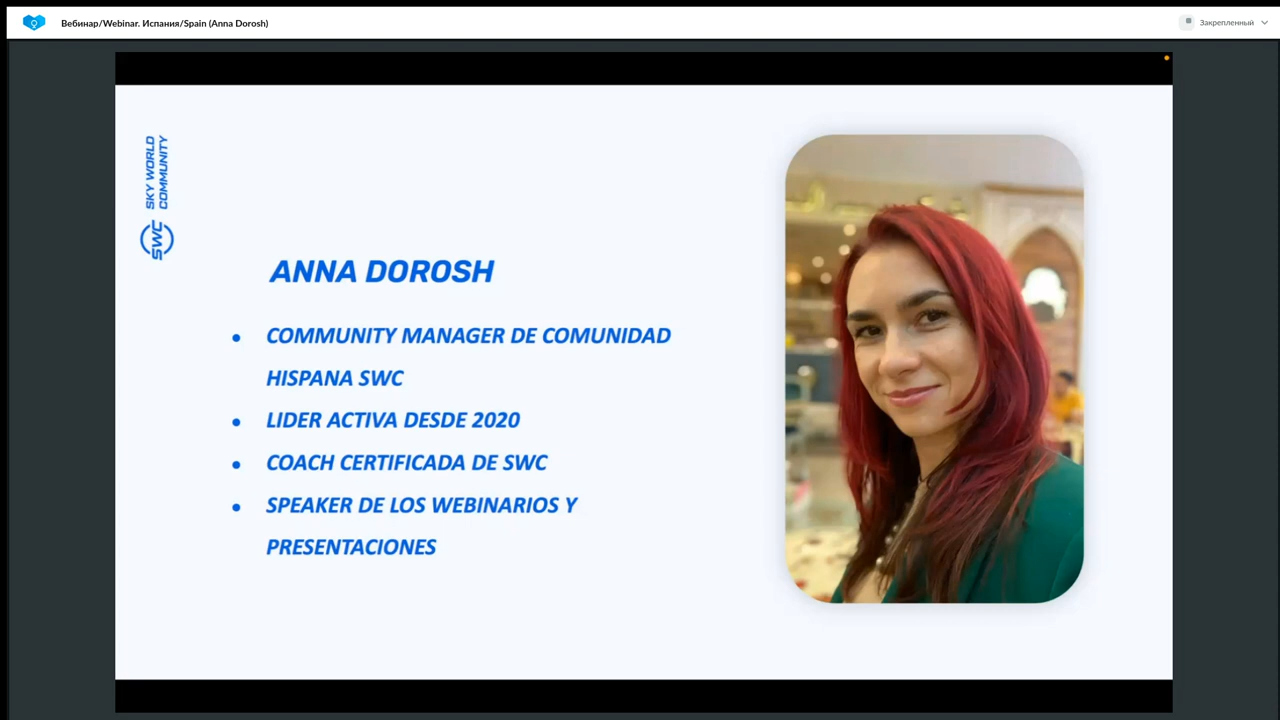 Вебинар/Webinar. Испания/Spain (Anna Dorosh)
Закрепленный
SKY WORLD
COMMUNITY
SWC
ANNA DOROSH
• COMMUNITY MANAGER DE COMUNIDAD
HISPANA SWC
• LIDER ACTIVA DESDE 2020
• COACH CERTIFICADA DE SWC
• SPEAKER DE LOS WEBINARIOS Y
PRESENTACIONES